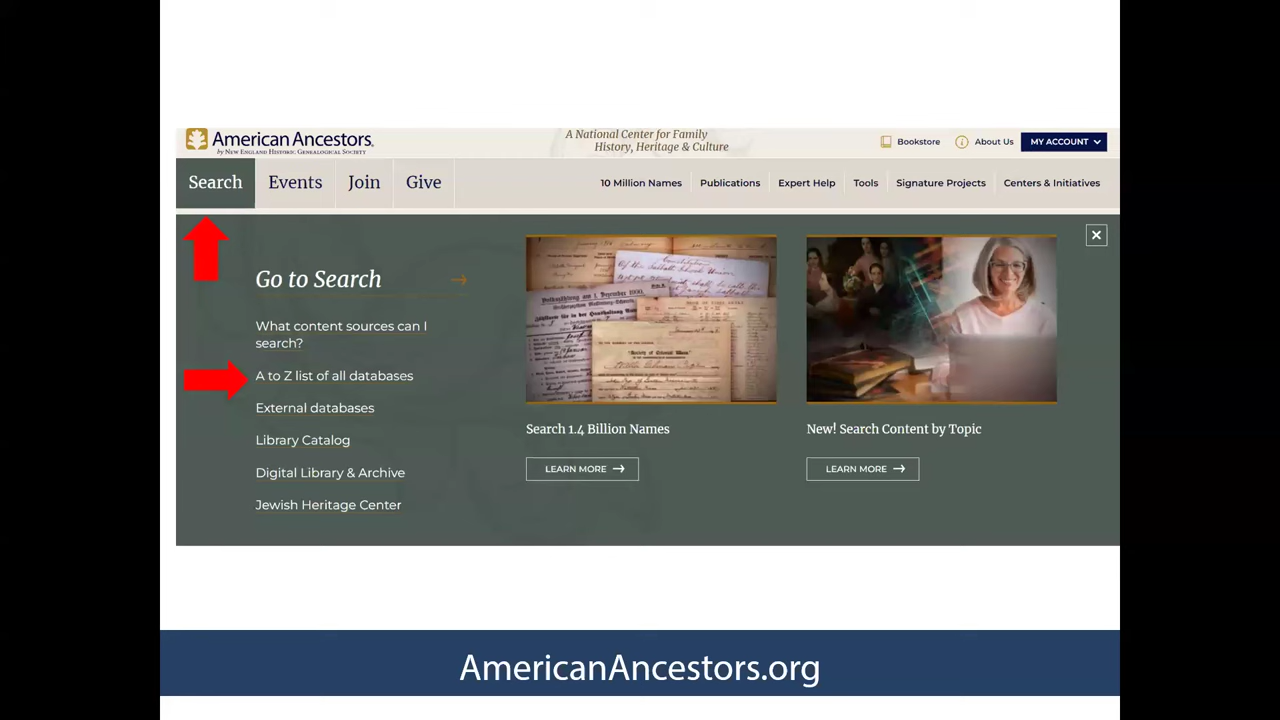 American Ancestors
by NEW ENGLAND HISTORIC GENEALOGICAL SOCIETY
A National Center for Family
History, Heritage & Culture
Bookstore
About Us
MY ACCOUNT
Search
Events
Join
Give
10 Million Names
Publications
Expert Help
Tools
Signature Projects
Centers & Initiatives
Go to Search
What content sources can I
search?
A to Z list of all databases
External databases
Library Catalog
Digital Library & Archive
Jewish Heritage Center
Search 1.4 Billion Names
LEARN MORE
New! Search Content by Topic
LEARN MORE
AmericanAncestors.org